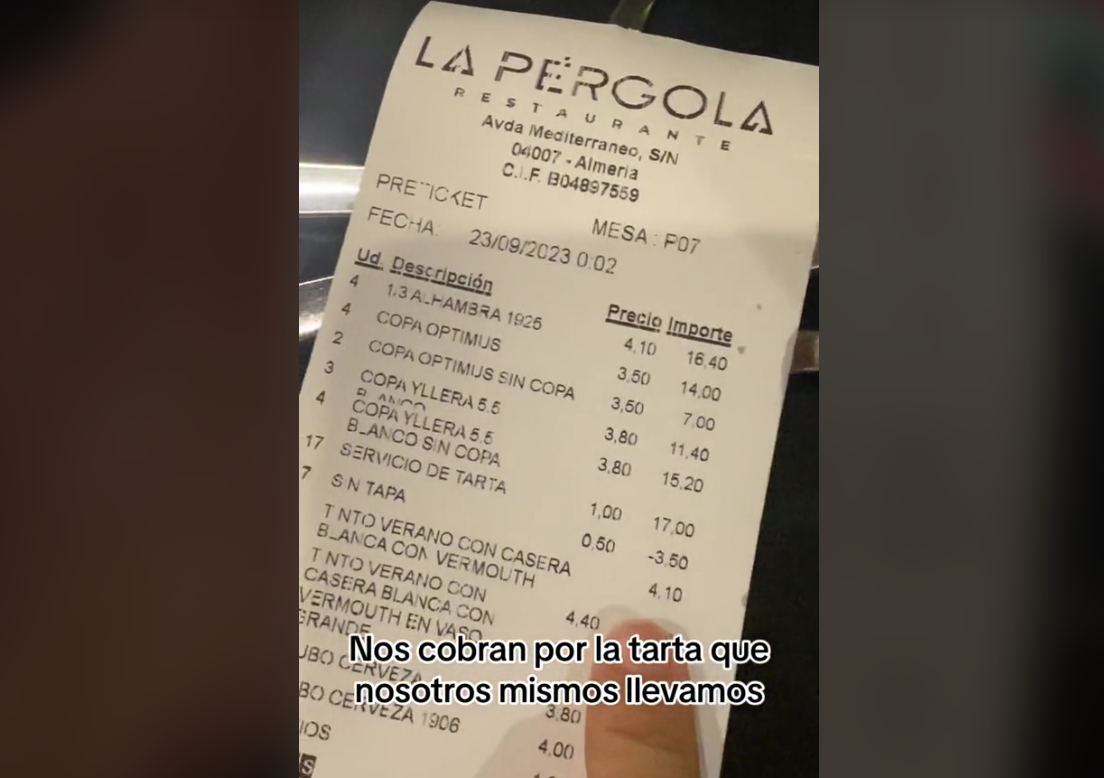 LA PÉRGOLA
RESTAURANTE
Avda Mediterraneo, S/N
04007 - Almeria
C.I.F. B04897559
PRETICKET
MESA: P07
FECHA: 23/09/2023 0:02
Ud. Descripción Precio Importe
4 1/3 ALHAMBRA 1925 4,10 16,40
4 COPA OPTIMUS 3,50 14,00
2 COPA OPTIMUS SIN COPA 3,50 7,00
3 COPA YLLERA 5.5 3,80 11,40
BLANCO
4 COPA YLLERA 5.5 3,80 15,20
BLANCO SIN COPA
17 SERVICIO DE TARTA 1,00 17,00
7 SIN TAPA 0,50 -3,50
TINTO VERANO CON CASERA 4,10
BLANCA CON VERMOUTH
TINTO VERANO CON 4,40
CASERA BLANCA CON
VERMOUTH EN VASO
GRANDE
UBO CERVEZA 3,80
BO CERVEZA 1906 4,00
Nos cobran por la tarta que
nosotros mismos llevamos